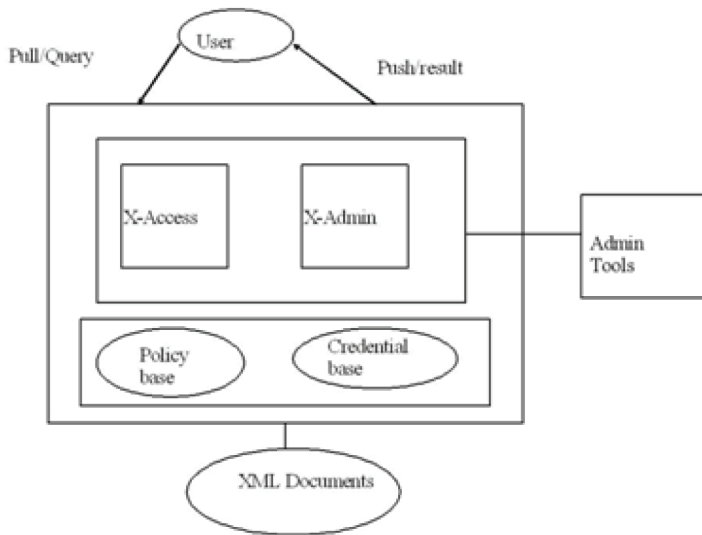 User
Pull/Query
Push/result
X-Access
X-Admin
Admin
Tools
Policy
base
Credential
base
XML Documents